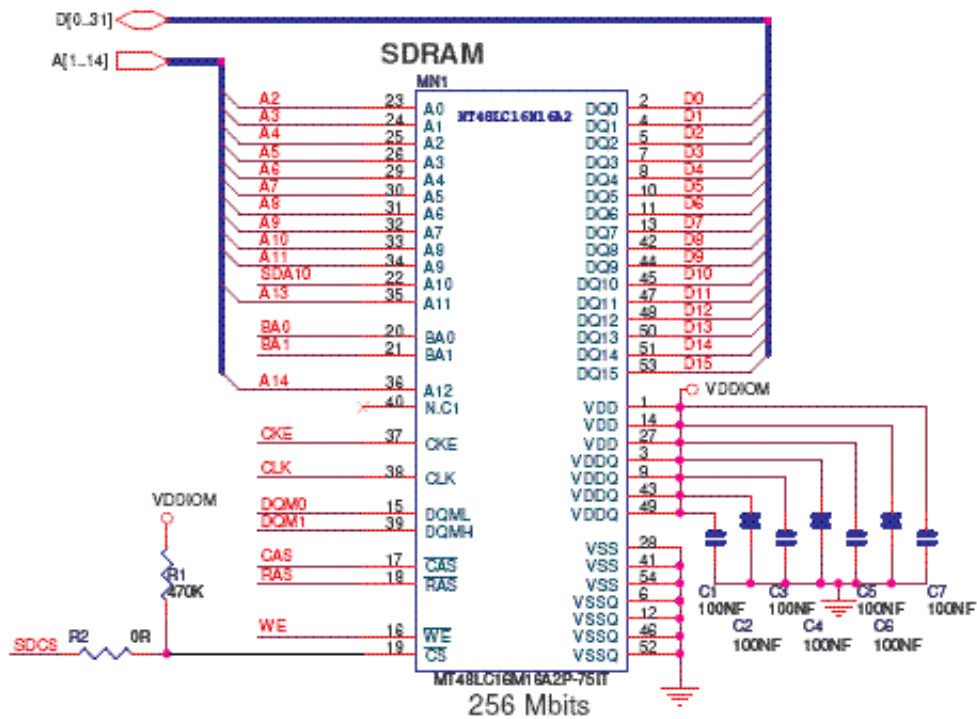 D[0..31]
A[1..14]
SDRAM
MN1
MT48LC16M16A2
A2 23 A0 DQ0 2 D0
A3 24 A1 DQ1 4 D1
A4 25 A2 DQ2 5 D2
A5 26 A3 DQ3 7 D3
A6 29 A4 DQ4 8 D4
A7 30 A5 DQ5 10 D5
A8 31 A6 DQ6 11 D6
A9 32 A7 DQ7 13 D7
A10 33 A8 DQ8 42 D8
A11 34 A9 DQ9 44 D9
SDA10 22 A10 DQ10 45 D10
A13 35 A11 DQ11 47 D11
DQ12 48 D12
BA0 20 BA0 DQ13 50 D13
BA1 21 BA1 DQ14 51 D14
DQ15 53 D15
A14 36 A12
VDDIOM
40 N.C1 VDD 1
VDD 14
CKE 37 CKE VDD 27
VDDQ 3
CLK 38 CLK VDDQ 9
VDDQ 43
VDDIOM
DQM0 15 DQML VDDQ 49
DQM1 39 DQMH
VSS 28
CAS 17 CAS VSS 41
RAS 18 RAS VSS 54
R1
470K
VSSQ 6
VSSQ 12
WE 16 WE VSSQ 46
SDCS R2 0R 19 CS VSSQ 52
C1 C3 C5 C7
100NF 100NF 100NF 100NF
C2 C4 C6
100NF 100NF 100NF
MT48LC16M16A2P-75IT
256 Mbits